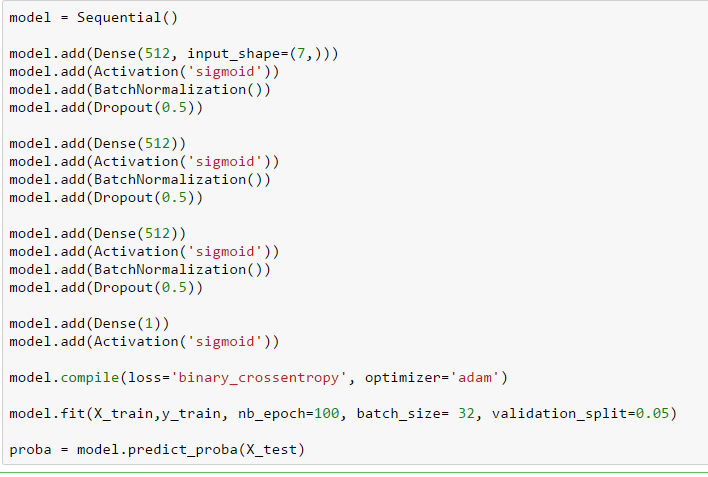 model = Sequential()
model.add(Dense(512, input_shape=(7,)))
model.add(Activation('sigmoid'))
model.add(BatchNormalization())
model.add(Dropout(0.5))
model.add(Dense(512))
model.add(Activation('sigmoid'))
model.add(BatchNormalization())
model.add(Dropout(0.5))
model.add(Dense(512))
model.add(Activation('sigmoid'))
model.add(BatchNormalization())
model.add(Dropout(0.5))
model.add(Dense(1))
model.add(Activation('sigmoid'))
model.compile(loss='binary_crossentropy', optimizer='adam')
model.fit(X_train,y_train, nb_epoch=100, batch_size= 32, validation_split=0.05)
proba = model.predict_proba(X_test)